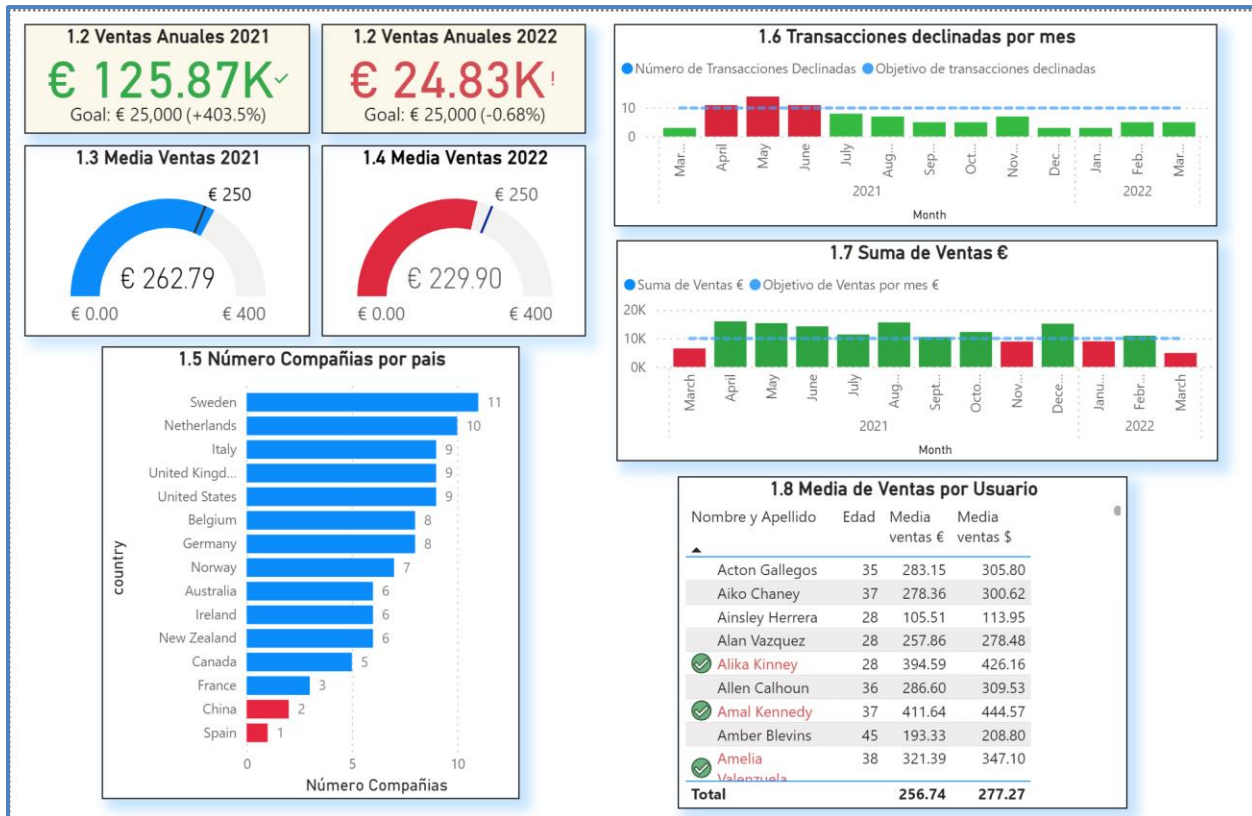 1.2 Ventas Anuales 2021
€ 125.87K
Goal: € 25,000 (+403.5%)
1.2 Ventas Anuales 2022
€ 24.83K!
Goal: € 25,000 (-0.68%)
1.3 Media Ventas 2021
€ 250
€ 262.79
€ 0.00 € 400
1.4 Media Ventas 2022
€ 250
€ 229.90
€ 0.00 € 400
1.5 Número Compañias por pais
country
Sweden 11
Netherlands 10
Italy 9
United Kingd... 9
United States 9
Belgium 8
Germany 8
Norway 7
Australia 6
Ireland 6
New Zealand 6
Canada 5
France 3
China 2
Spain 1
0 10
Número Compañias
1.6 Transacciones declinadas por mes
Número de Transacciones Declinadas Objetivo de transacciones declinadas
10
0
Mar... April May June July Aug... Sep... Oct... Nov... Dec... Jan... Feb... Mar...
2021 2022
Month
1.7 Suma de Ventas €
Suma de Ventas € Objetivo de Ventas por mes €
20K
10K
0K
March April May June July Aug... Sept... Octo... Nov... Dece... Janu... Febr... March
2021 2022
Month
1.8 Media de Ventas por Usuario
Nombre y Apellido Edad Media Media
ventas € ventas $
Acton Gallegos 35 283.15 305.80
Aiko Chaney 37 278.36 300.62
Ainsley Herrera 28 105.51 113.95
Alan Vazquez 28 257.86 278.48
Alika Kinney 28 394.59 426.16
Allen Calhoun 36 286.60 309.53
Amal Kennedy 37 411.64 444.57
Amber Blevins 45 193.33 208.80
Amelia 38 321.39 347.10
Valenzuela
Total 256.74 277.27